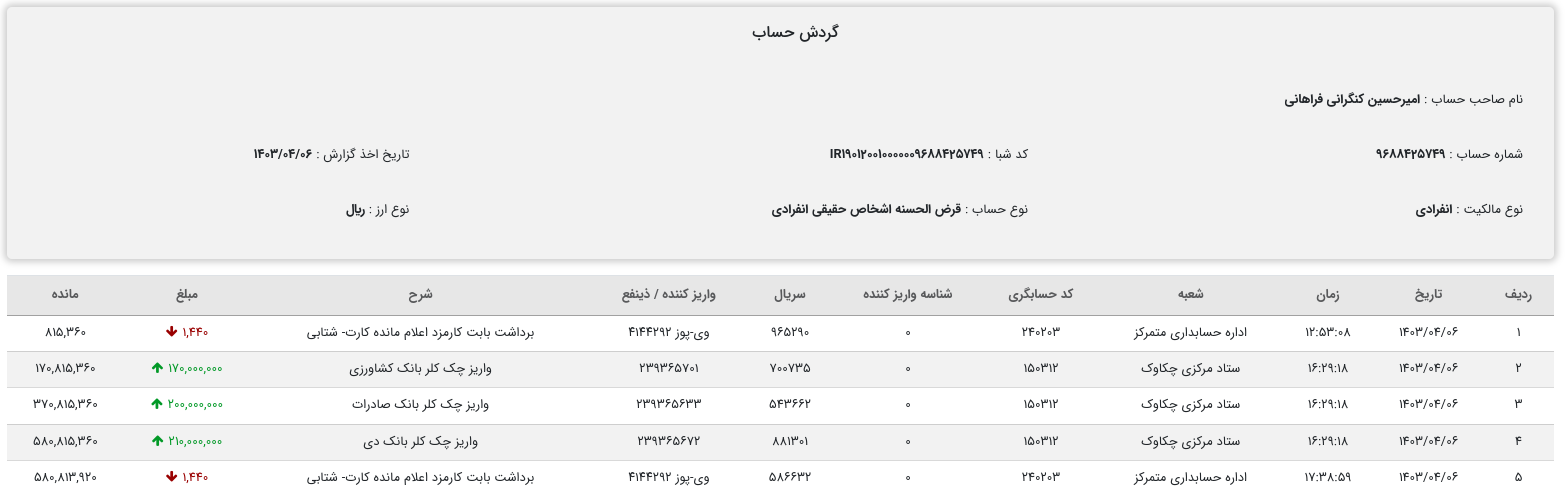 گردش حساب
نام صاحب حساب : امیرحسین کنگرانی فراهانی
شماره حساب : ۹۶۸۸۴۲۵۷۴۹ کد شبا : IR۱۹۰۱۲۰۰۱۰۰۰۰۰۰۹۶۸۸۴۲۵۷۴۹ تاریخ اخذ گزارش : ۱۴۰۳/۰۴/۰۶
نوع مالکیت : انفرادی نوع حساب : قرض الحسنه اشخاص حقیقی انفرادی نوع ارز : ریال
ردیف تاریخ زمان شعبه کد حسابگری شناسه واریز کننده سریال واریز کننده / ذینفع شرح مبلغ مانده
۱ ۱۴۰۳/۰۴/۰۶ ۱۲:۵۳:۰۸ اداره حسابداری متمرکز ۲۴۰۲۰۳ ۰ ۹۶۵۲۹۰ وی-پوز ۴۱۴۴۲۹۲ برداشت بابت کارمزد اعلام مانده کارت- شتابی ۱,۴۴۰ ۸۱۵,۳۶۰
۲ ۱۴۰۳/۰۴/۰۶ ۱۶:۲۹:۱۸ ستاد مرکزی چکاوک ۱۵۰۳۱۲ ۰ ۷۰۰۷۳۵ ۲۳۹۳۶۵۷۰۱ واریز چک کلر بانک کشاورزی ۱۷۰,۰۰۰,۰۰۰ ۱۷۰,۸۱۵,۳۶۰
۳ ۱۴۰۳/۰۴/۰۶ ۱۶:۲۹:۱۸ ستاد مرکزی چکاوک ۱۵۰۳۱۲ ۰ ۵۴۳۶۶۲ ۲۳۹۳۶۵۶۳۳ واریز چک کلر بانک صادرات ۲۰۰,۰۰۰,۰۰۰ ۳۷۰,۸۱۵,۳۶۰
۴ ۱۴۰۳/۰۴/۰۶ ۱۶:۲۹:۱۸ ستاد مرکزی چکاوک ۱۵۰۳۱۲ ۰ ۸۸۱۳۰۱ ۲۳۹۳۶۵۶۷۲ واریز چک کلر بانک دی ۲۱۰,۰۰۰,۰۰۰ ۵۸۰,۸۱۵,۳۶۰
۵ ۱۴۰۳/۰۴/۰۶ ۱۷:۳۸:۵۹ اداره حسابداری متمرکز ۲۴۰۲۰۳ ۰ ۵۸۶۶۳۲ وی-پوز ۴۱۴۴۲۹۲ برداشت بابت کارمزد اعلام مانده کارت- شتابی ۱,۴۴۰ ۵۸۰,۸۱۳,۹۲۰